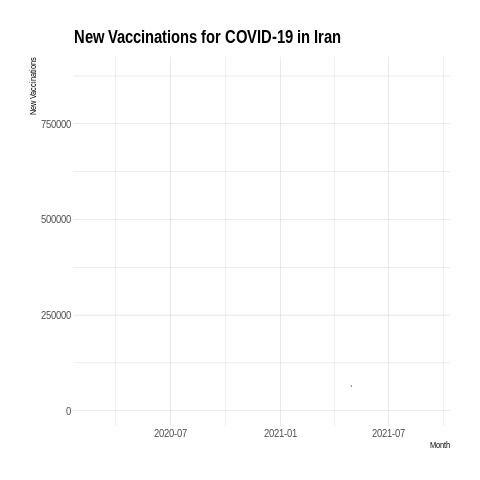 New Vaccinations for COVID-19 in Iran
New Vaccinations
750000
500000
250000
0
2020-07 2021-01 2021-07
Month